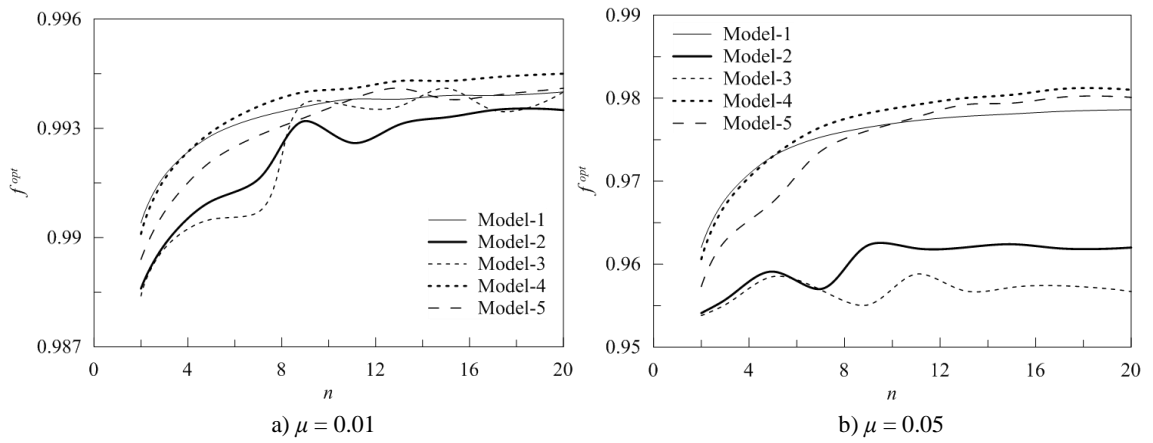 0.996
0.993
0.99
0.987
f opt
0 4 8 12 16 20
n
Model-1
Model-2
Model-3
Model-4
Model-5
a) μ = 0.01
0.99
0.98
0.97
0.96
0.95
f opt
0 4 8 12 16 20
n
Model-1
Model-2
Model-3
Model-4
Model-5
b) μ = 0.05